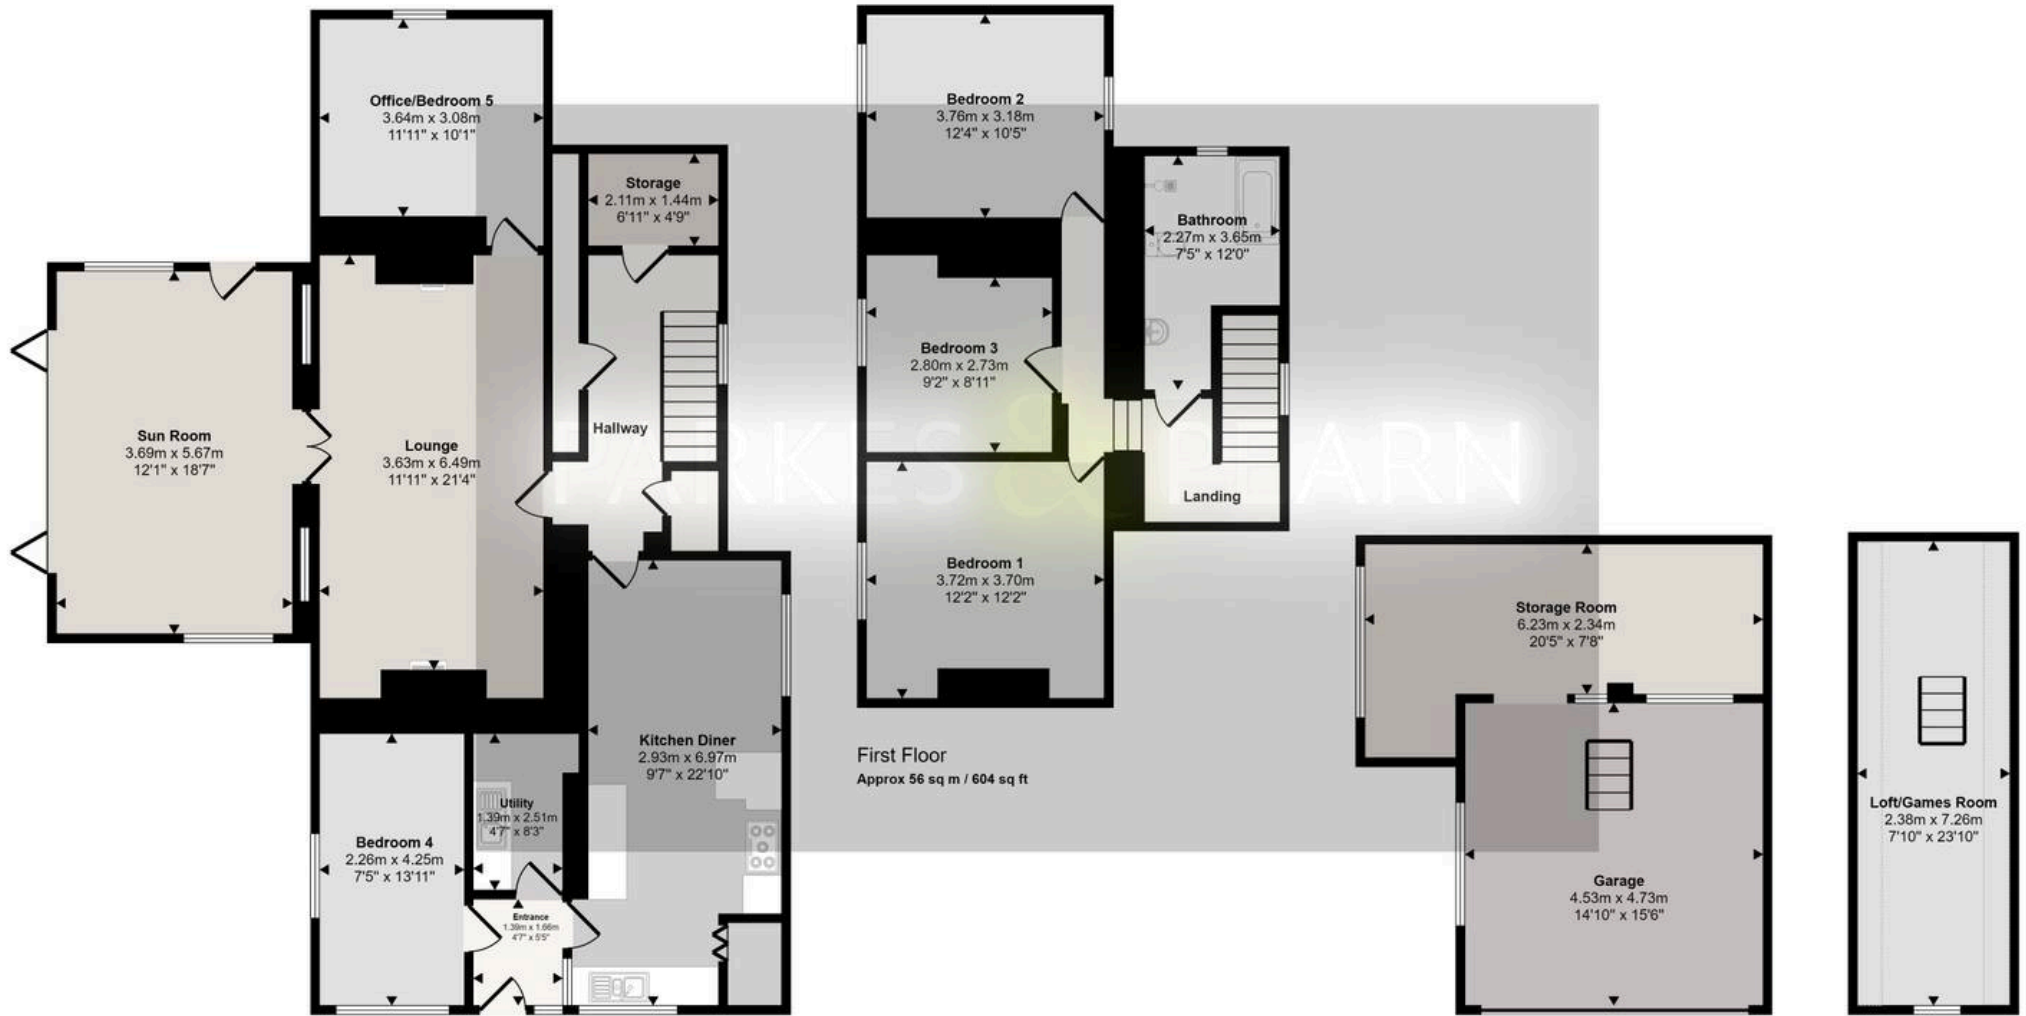 Office/Bedroom 5
3.64m x 3.08m
11'11" x 10'1"
Storage
2.11m x 1.44m
6'11" x 4'9"
Sun Room
3.69m x 5.67m
12'1" x 18'7"
Lounge
3.63m x 6.49m
11'11" x 21'4"
Hallway
Kitchen Diner
2.93m x 6.97m
9'7" x 22'10"
Utility
1.39m x 2.51m
4'7" x 8'3"
Bedroom 4
2.26m x 4.25m
7'5" x 13'11"
Entrance
1.39m x 1.66m
4'7" x 5'5"
Bedroom 2
3.76m x 3.18m
12'4" x 10'5"
Bathroom
2.27m x 3.65m
7'5" x 12'0"
Bedroom 3
2.80m x 2.73m
9'2" x 8'11"
Landing
Bedroom 1
3.72m x 3.70m
12'2" x 12'2"
First Floor
Approx 56 sq m / 604 sq ft
Storage Room
6.23m x 2.34m
20'5" x 7'8"
Garage
4.53m x 4.73m
14'10" x 15'6"
Loft/Games Room
2.38m x 7.26m
7'10" x 23'10"
PARKES & PEARN